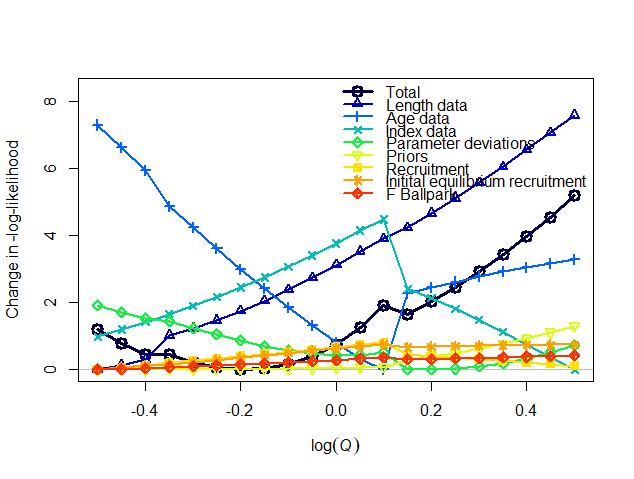 Total
Length data
Age data
Index data
Parameter deviations
Priors
Recruitment
Initital equilibrium recruitment
F Ballpark
Change in -log-likelihood
8
6
4
2
0
-0.4 -0.2 0.0 0.2 0.4
log(Q)